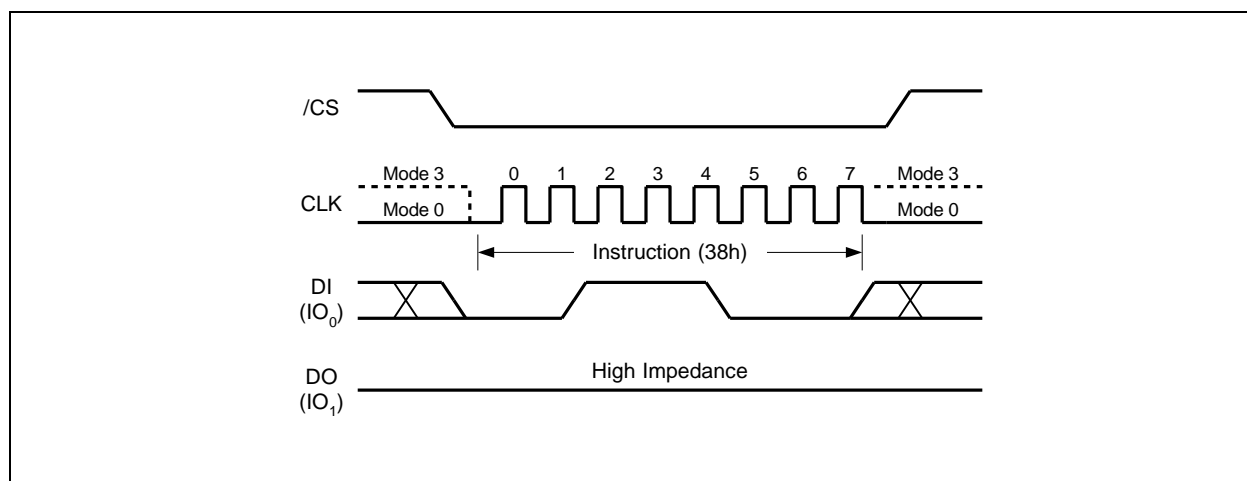 /CS
Mode 3 0 1 2 3 4 5 6 7 Mode 3
CLK
Mode 0 Mode 0
Instruction (38h)
DI
(IO0)
High Impedance
DO
(IO1)